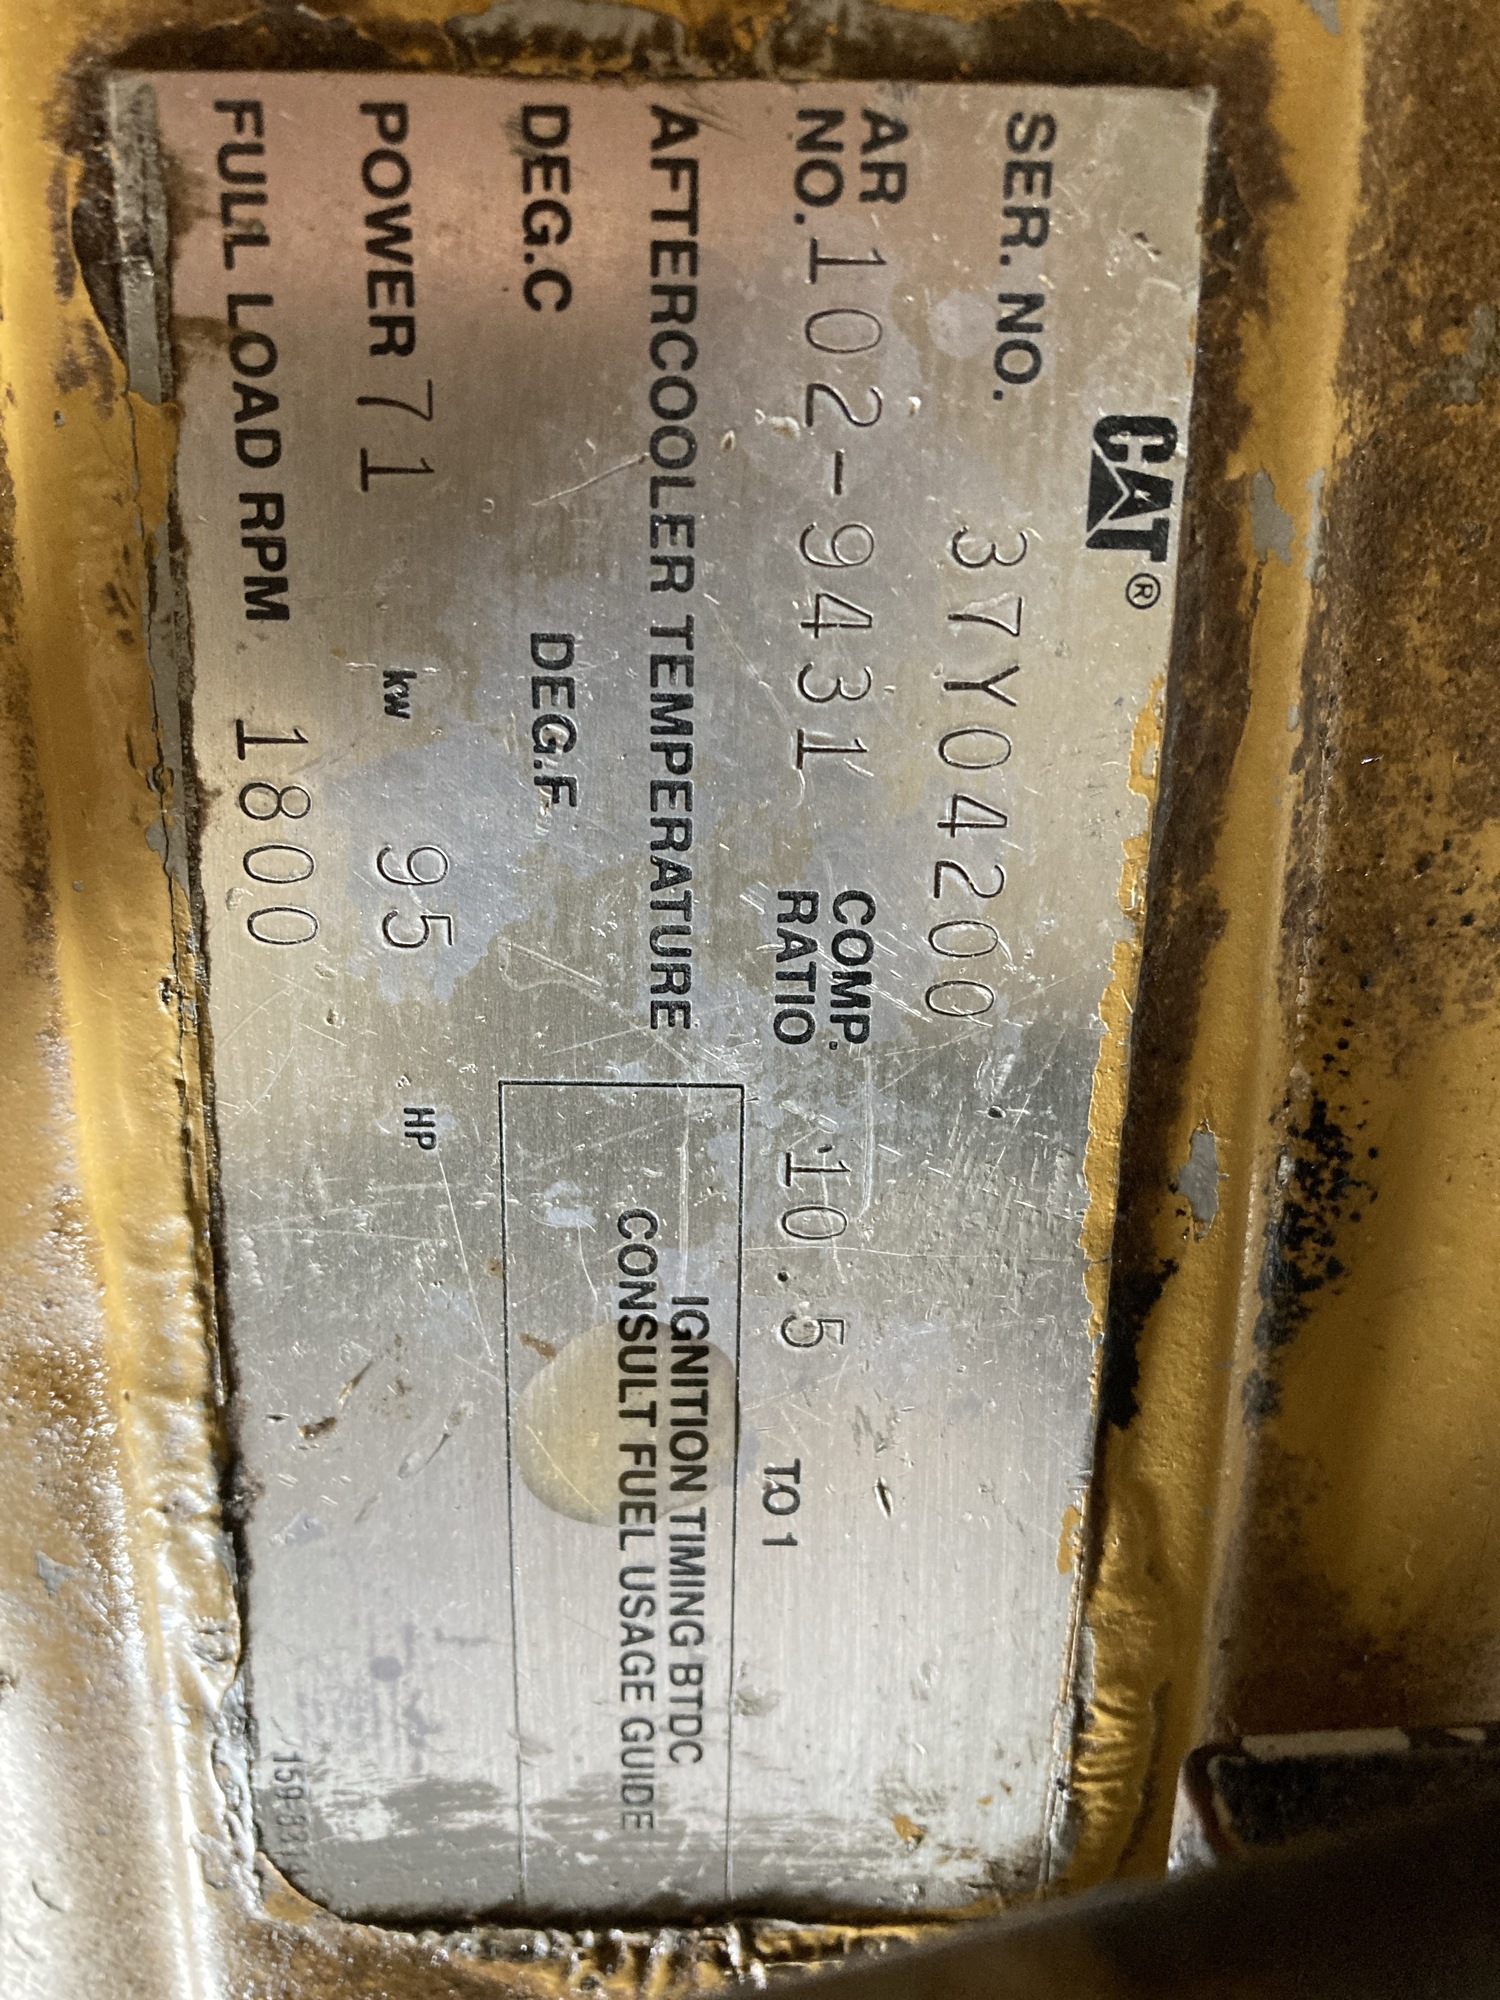 CAT®
SER. NO. 37Y04200
AR NO. 102-9431 COMP. RATIO 10.5 TO 1
AFTERCOOLER TEMPERATURE
DEG.C DEG.F
IGNITION TIMING BTDC
CONSULT FUEL USAGE GUIDE
POWER 71 kw 95 HP
FULL LOAD RPM 1800